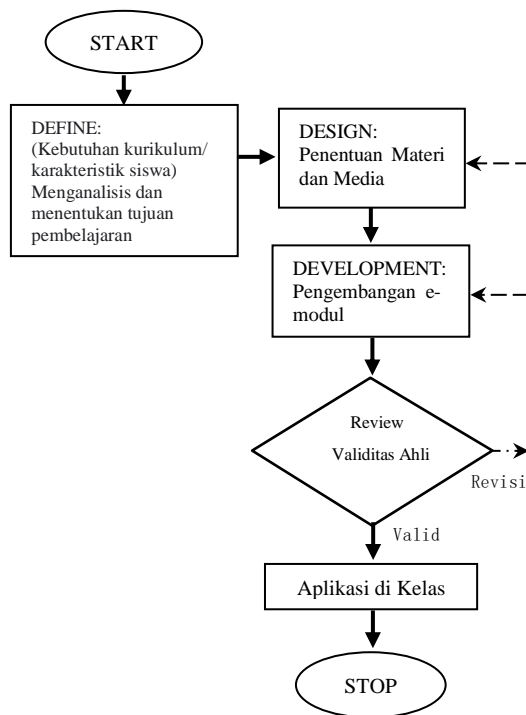 START
DEFINE:
(Kebutuhan kurikulum/
karakteristik siswa)
Menganalisis dan
menentukan tujuan
pembelajaran
DESIGN:
Penentuan Materi
dan Media
DEVELOPMENT:
Pengembangan e-
modul
Review
Validitas Ahli
Revisi
Valid
Aplikasi di Kelas
STOP